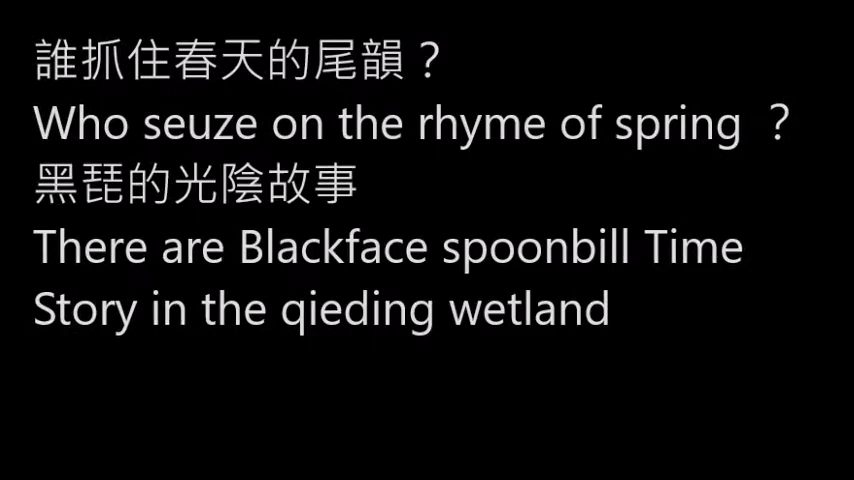 誰抓住春天的尾韻？
Who seuze on the rhyme of spring ？
黑琵的光陰故事
There are Blackface spoonbill Time
Story in the qieding wetland